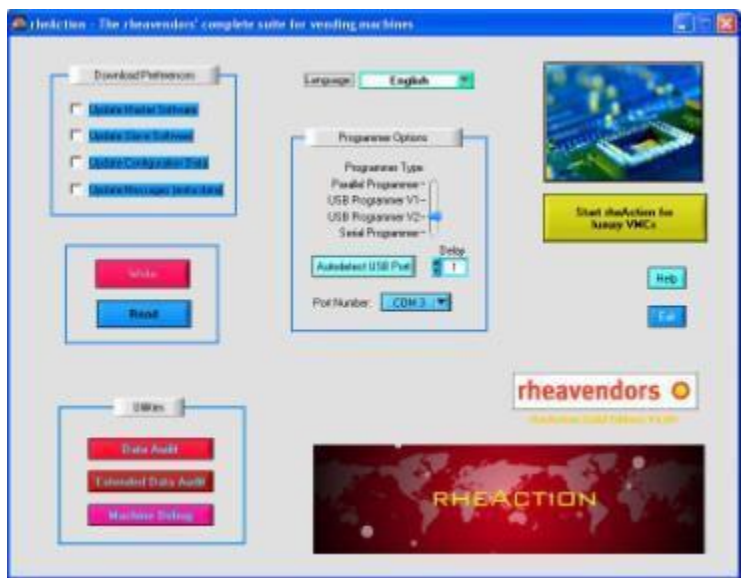 rheAction - The rheavendors' complete suite for vending machines
Download Preferences
Update Master Software
Update Slave Software
Update Configuration Data
Update Messages (extra data)
Write
Read
Utilities
Data Audit
Extended Data Audit
Machine Debug
Language
English
Programmer Options
Programmer Type
Parallel Programmer
USB Programmer V1
USB Programmer V2
Serial Programmer
Delay
Autodetect USB Port
1
Port Number:
COM 3
Start rheAction for
luxury VMCs
Help
Exit
rheavendors
RHEACTION